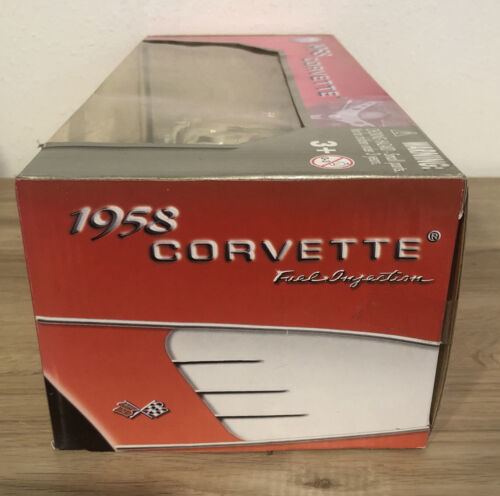 1958
CORVETTE
3+
WARNING:
1958
CORVETTE®
Fuel Injection